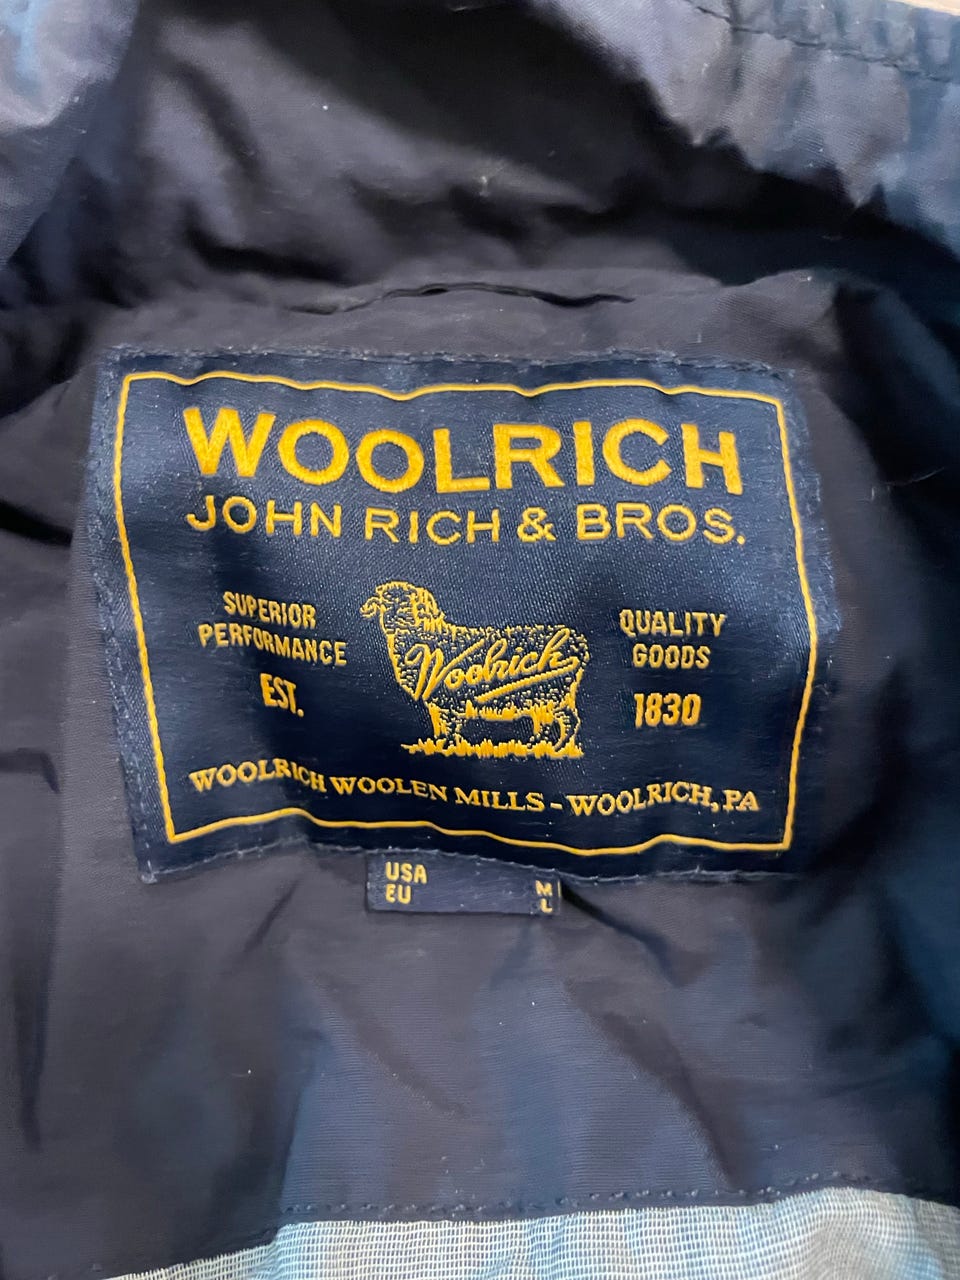 WOOLRICH
JOHN RICH & BROS.
SUPERIOR
PERFORMANCE
EST.
Woolrich
QUALITY
GOODS
1830
WOOLRICH WOOLEN MILLS - WOOLRICH, PA
USA M
EU L